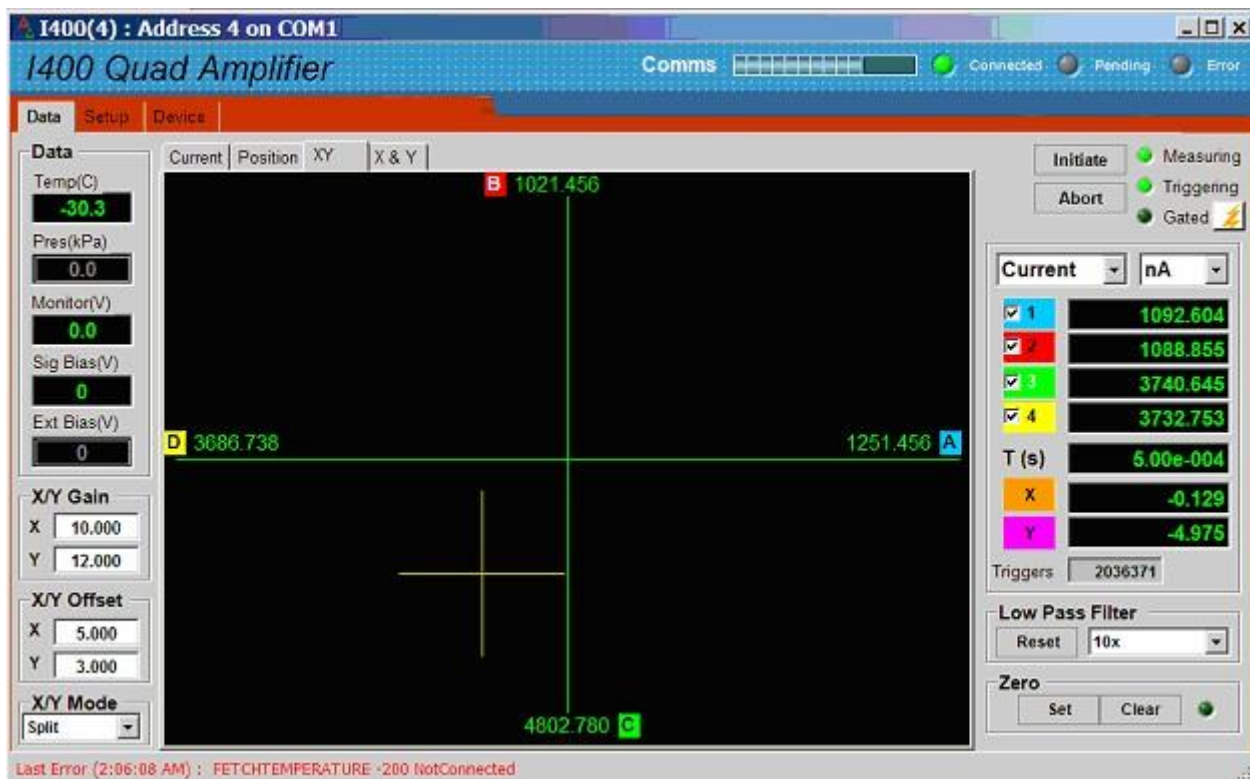 I400(4) : Address 4 on COM1
I400 Quad Amplifier
Comms
Connected
Pending
Error
Data
Setup
Device
Data
Temp(C)
-30.3
Pres(kPa)
0.0
Monitor(V)
0.0
Sig Bias(V)
0
Ext Bias(V)
0
X/Y Gain
X 10.000
Y 12.000
X/Y Offset
X 5.000
Y 3.000
X/Y Mode
Split
Current
Position
XY
X & Y
B 1021.456
D 3686.738
1251.456 A
4802.780 C
Initiate
Abort
Measuring
Triggering
Gated
Current
nA
1 1092.604
2 1088.855
3 3740.645
4 3732.753
T (s) 5.00e-004
X -0.129
Y -4.975
Triggers 2036371
Low Pass Filter
Reset
10x
Zero
Set
Clear
Last Error (2:06:08 AM) : FETCHTEMPERATURE -200 NotConnected